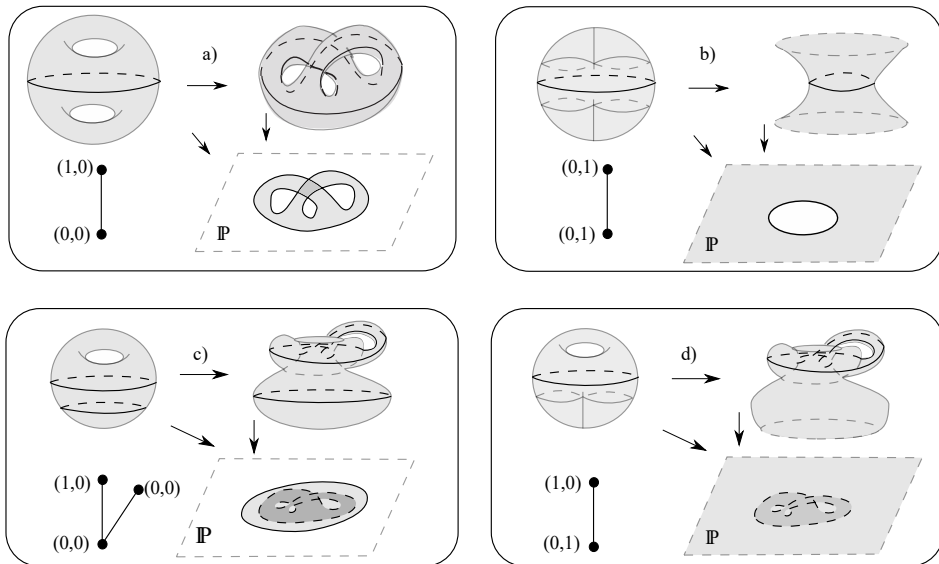 a)
(1,0)
(0,0)
ℙ
b)
(0,1)
(0,1)
ℙ
c)
(1,0)
(0,0)
(0,0)
ℙ
d)
(1,0)
(0,1)
ℙ